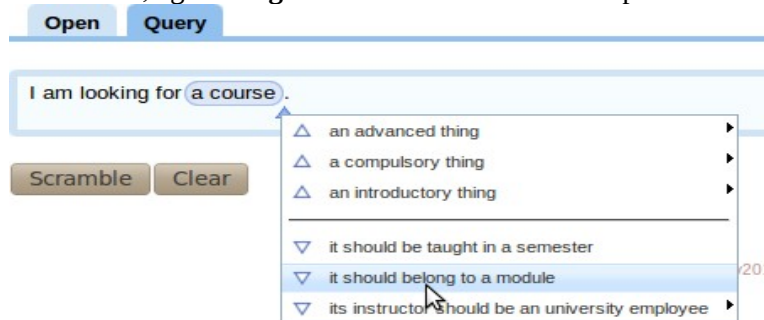 Open Query
I am looking for a course.
an advanced thing
a compulsory thing
Scramble Clear
an introductory thing
it should be taught in a semester
it should belong to a module
its instructor should be an university employee